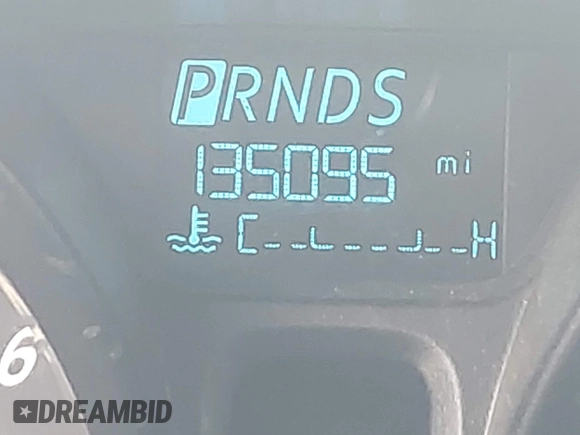 PRNDS
135095 mi
C H
6
DREAMBID